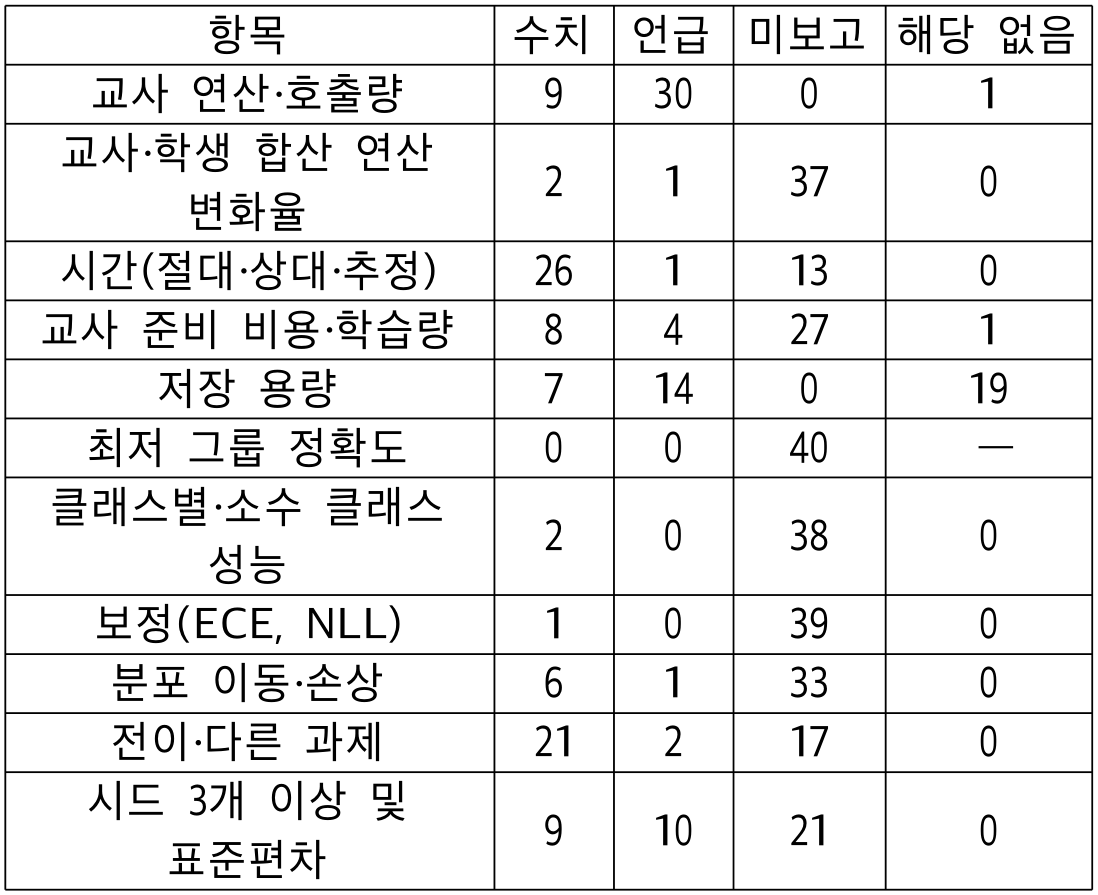 항목 수치 언급 미보고 해당 없음
교사 연산·호출량 9 30 0 1
교사·학생 합산 연산
변화율 2 1 37 0
시간(절대·상대·추정) 26 1 13 0
교사 준비 비용·학습량 8 4 27 1
저장 용량 7 14 0 19
최저 그룹 정확도 0 0 40 —
클래스별·소수 클래스
성능 2 0 38 0
보정(ECE, NLL) 1 0 39 0
분포 이동·손상 6 1 33 0
전이·다른 과제 21 2 17 0
시드 3개 이상 및
표준편차 9 10 21 0